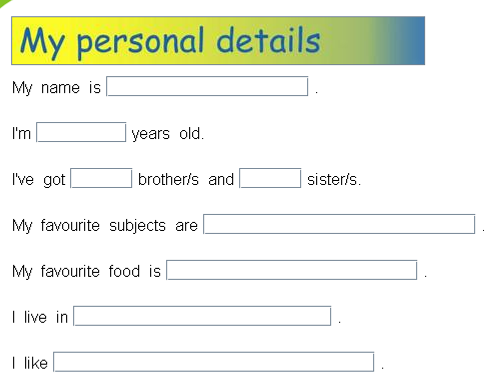 My personal details
My name is .
I'm years old.
I've got brother/s and sister/s.
My favourite subjects are .
My favourite food is .
I live in .
I like .